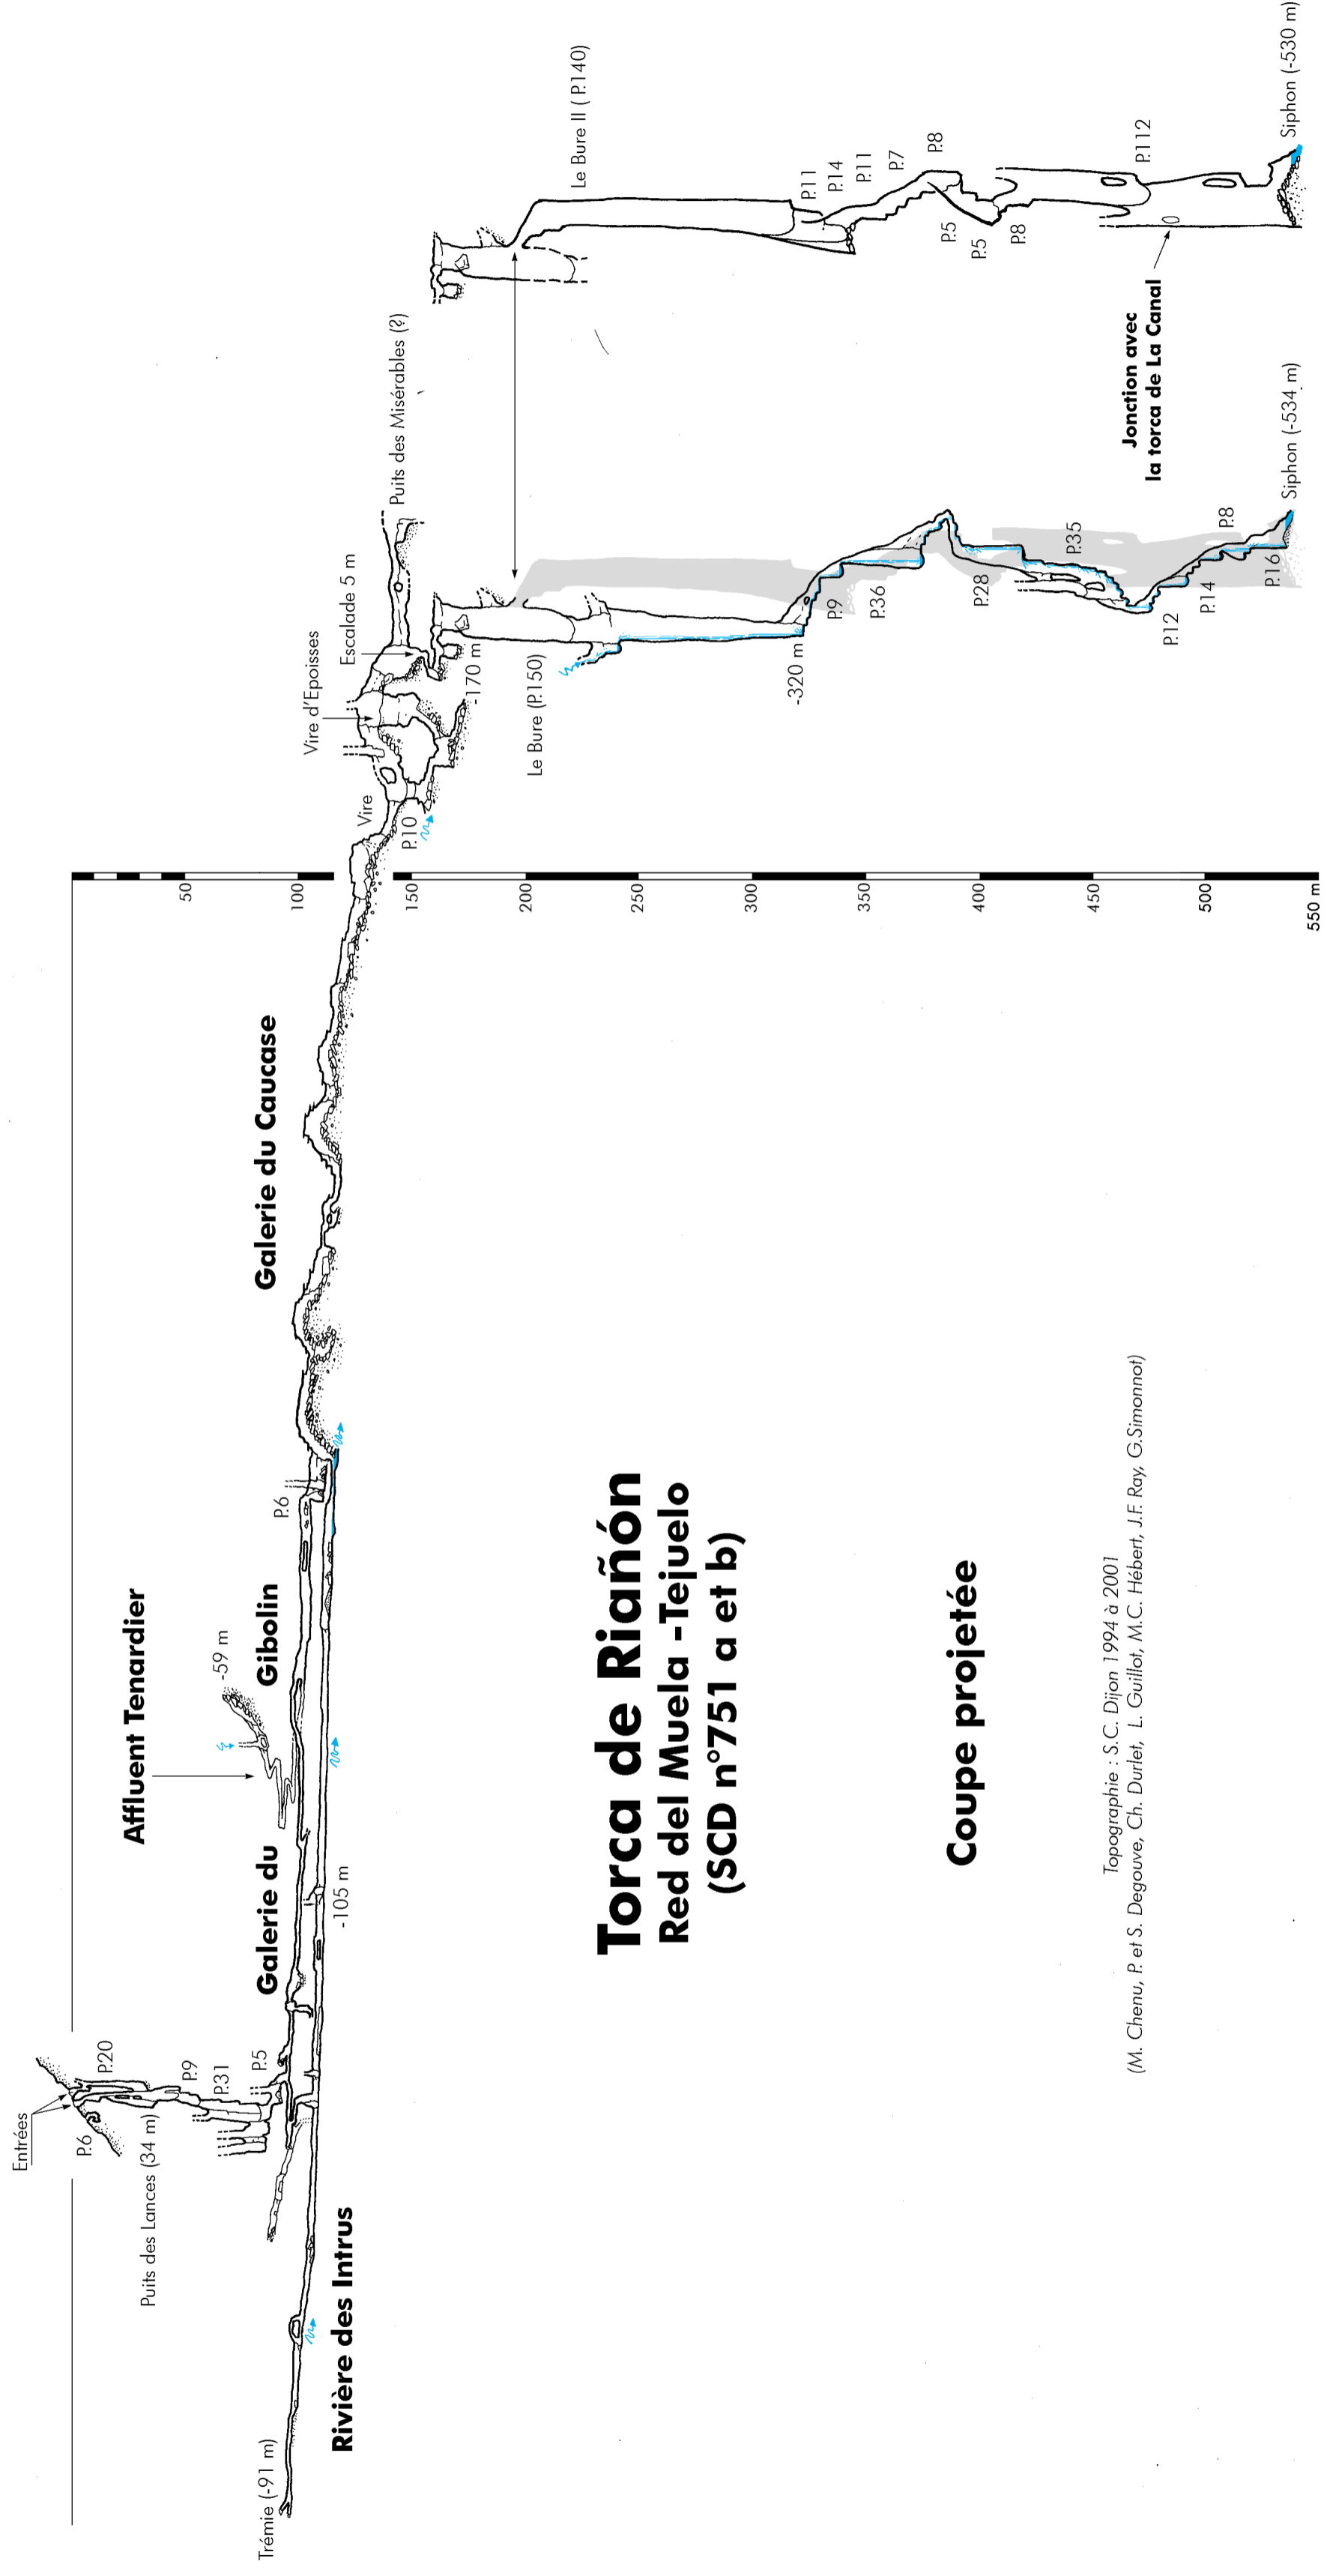 Entrées
P.6
P.20
Puits des Lances (34 m)
P.9
P.31
P.5
Trémie (-91 m)
Rivière des Intrus
Galerie du
Gibolin
Affluent Tenardier
-59 m
-105 m
P.6
Galerie du Caucase
Vire
P.10
Vire d'Epoisses
Escalade 5 m
Puits des Misérables (?)
-170 m
Le Bure (P.150)
-320 m
P.9
P.36
P.28
P.35
P.12
P.14
P.8
P.16
Siphon (-534 m)
Le Bure II ( P.140)
P.11
P.14
P.11
P.7
P.8
P.5
P.5
P.8
P.112
Jonction avec
la torca de La Canal
Siphon (-530 m)
50
100
150
200
250
300
350
400
450
500
550 m
Torca de Riañón
Red del Muela -Tejuelo
(SCD n°751 a et b)
Coupe projetée
Topographie : S.C. Dijon 1994 à 2001
(M. Chenu, P. et S. Degouve, Ch. Durlet, L. Guillot, M.C. Hébert, J.F. Ray, G.Simonnot)